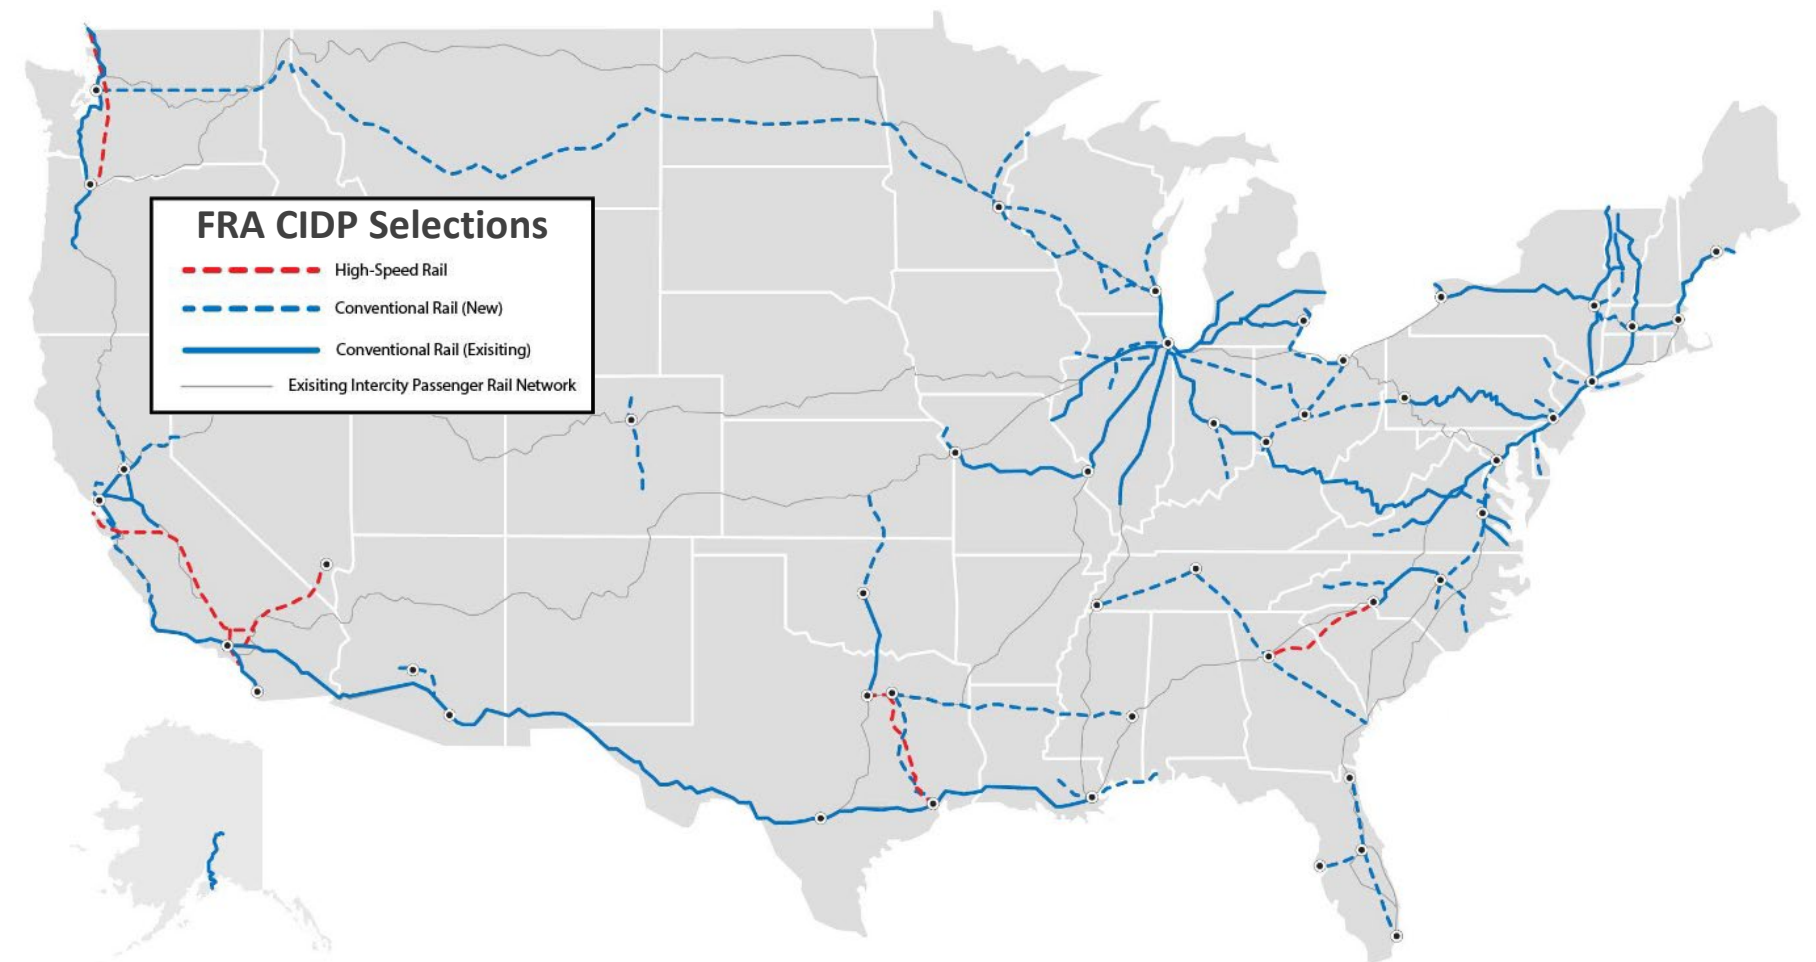 FRA CIDP Selections
High-Speed Rail
Conventional Rail (New)
Conventional Rail (Exisiting)
Exisiting Intercity Passenger Rail Network